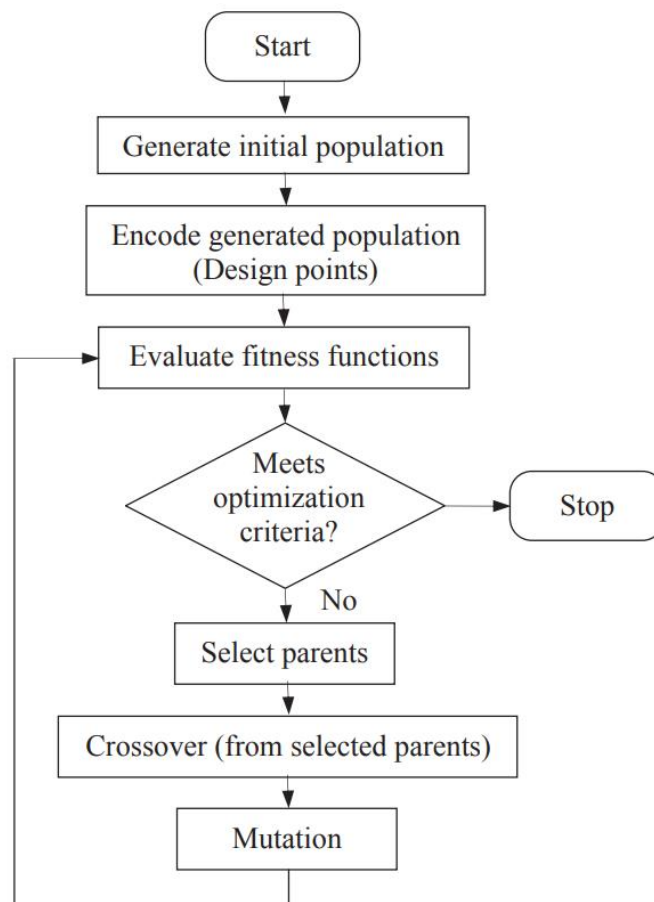 Start
Generate initial population
Encode generated population
(Design points)
Evaluate fitness functions
Meets
optimization
criteria?
Stop
No
Select parents
Crossover (from selected parents)
Mutation